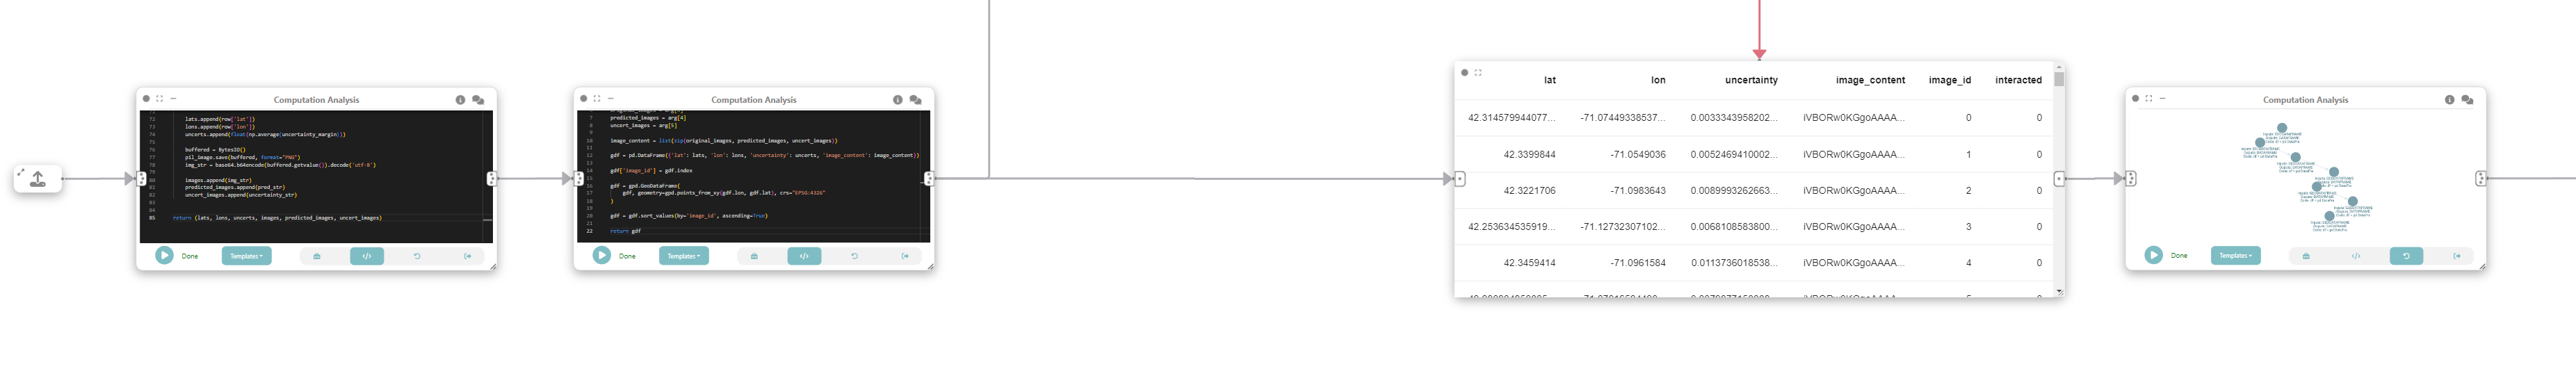 Computation Analysis
72 lats.append(row['lat'])
73 lons.append(row['lon'])
74 uncerts.append(float(np.average(uncertainty_margin)))
75
76 buffered = BytesIO()
77 pil_image.save(buffered, format="PNG")
78 img_str = base64.b64encode(buffered.getvalue()).decode('utf-8')
79
80 images.append(img_str)
81 predicted_images.append(pred_str)
82 uncert_images.append(uncertainty_str)
83
84
85 return (lats, lons, uncerts, images, predicted_images, uncert_images)
Done
Templates
Computation Analysis
7 predicted_images = arg[4]
8 uncert_images = arg[5]
9
10 image_content = list(zip(original_images, predicted_images, uncert_images))
11
12 gdf = pd.DataFrame({'lat': lats, 'lon': lons, 'uncertainty': uncerts, 'image_content': image_content})
13
14 gdf['image_id'] = gdf.index
15
16 gdf = gpd.GeoDataFrame(
17 gdf, geometry=gpd.points_from_xy(gdf.lon, gdf.lat), crs="EPSG:4326"
18 )
19
20 gdf = gdf.sort_values(by='image_id', ascending=True)
21
22 return gdf
Done
Templates
lat lon uncertainty image_content image_id interacted
42.314579944077... -71.07449338537... 0.0033343958202... iVBORw0KGgoAAAA... 0 0
42.3399844 -71.0549036 0.0052469410002... iVBORw0KGgoAAAA... 1 0
42.3221706 -71.0983643 0.0089993262663... iVBORw0KGgoAAAA... 2 0
42.253634535919... -71.12732307102... 0.0068108583800... iVBORw0KGgoAAAA... 3 0
42.3459414 -71.0961584 0.0113736018538... iVBORw0KGgoAAAA... 4 0
Computation Analysis
Done
Templates